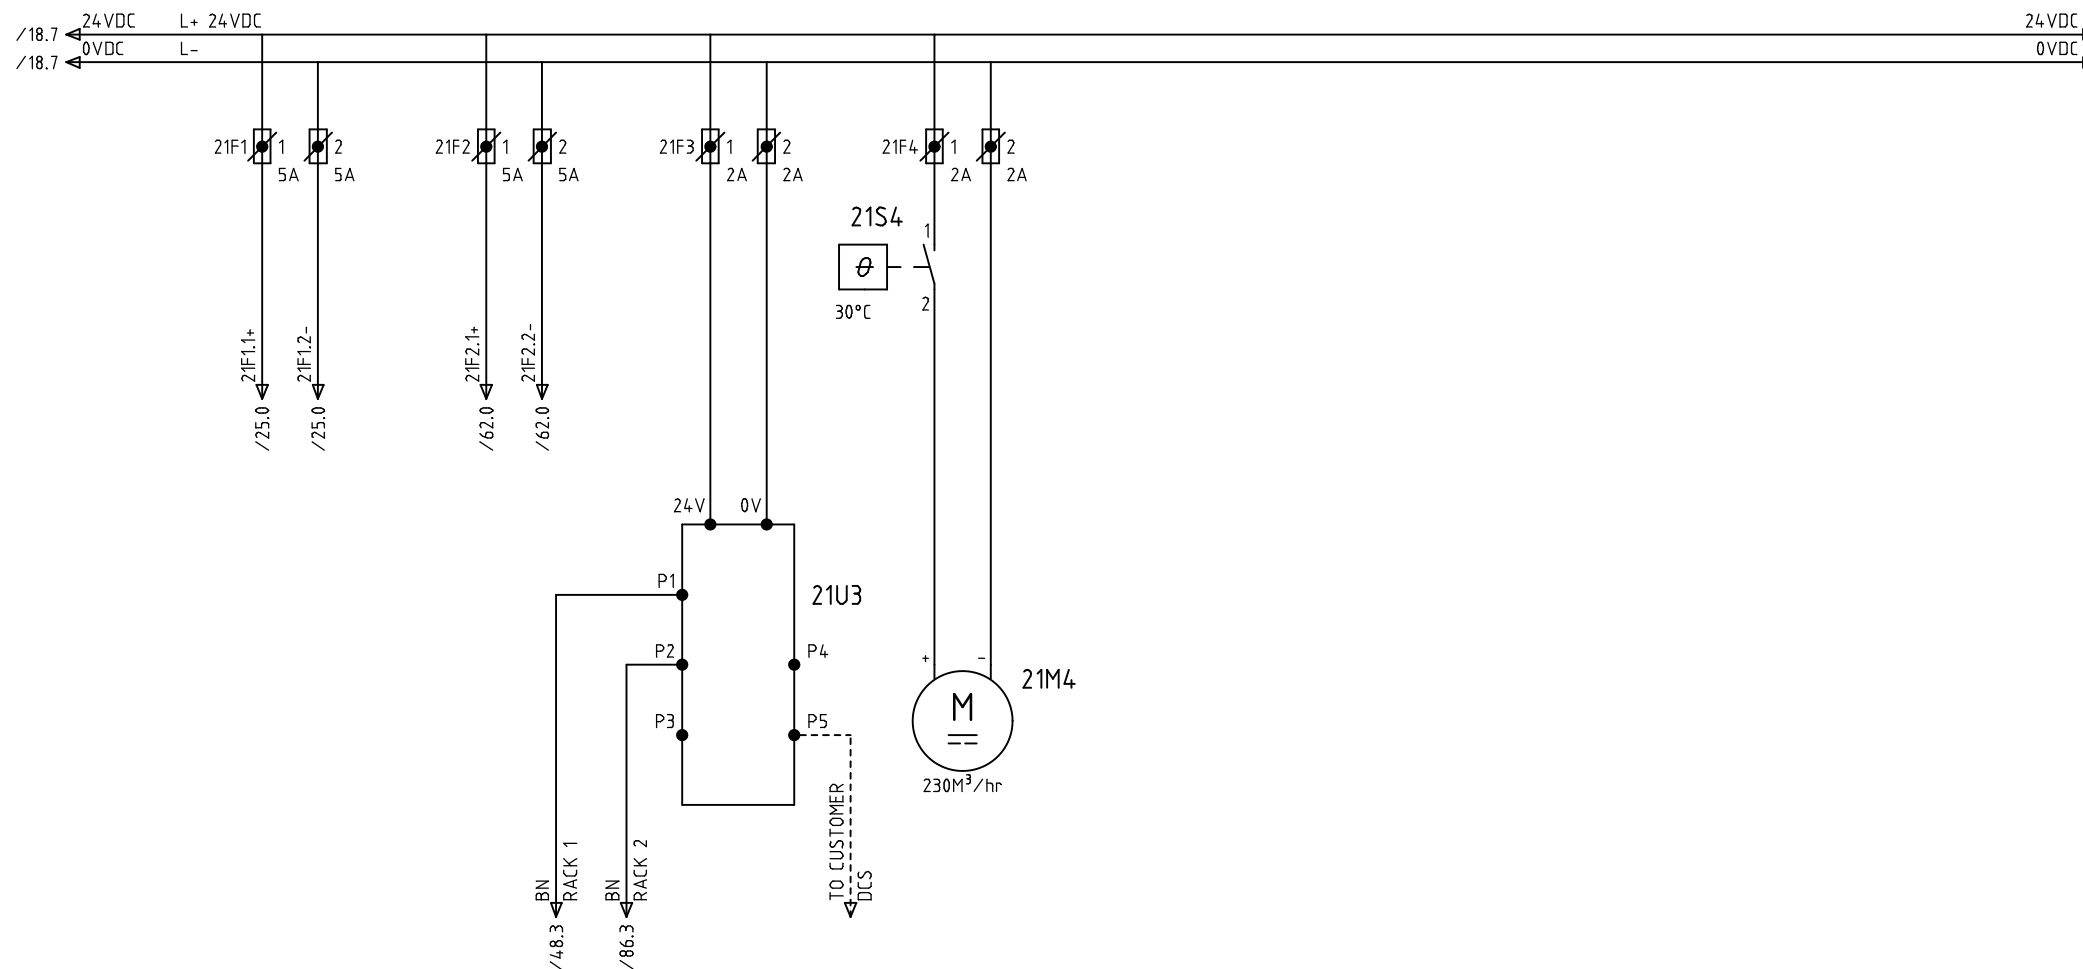 /18.7 24VDC L+ 24VDC 24VDC
/18.7 0VDC L- 0VDC
21F1 1 2 21F2 1 2 21F3 1 2 21F4 1 2
5A 5A 5A 5A 2A 2A 2A 2A
21S4
1
θ
2
30°C
21F1.1+ 21F1.2- 21F2.1+ 21F2.2-
/25.0 /25.0 /62.0 /62.0
24V 0V
P1
21U3
P2 P4
+ -
21M4
M
P3 P5
230M³/hr
BN RACK 1
BN RACK 2
TO CUSTOMER
DCS
/48.3 /86.3